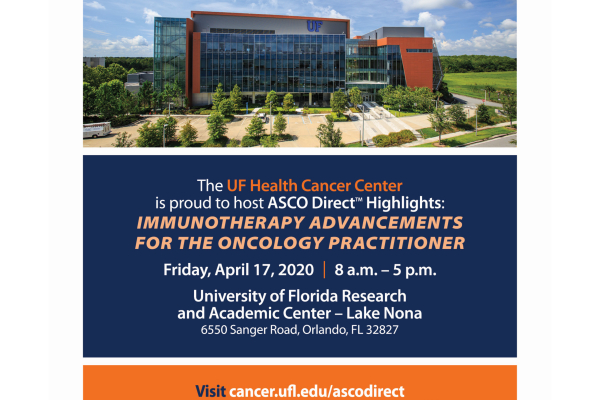 UF
The UF Health Cancer Center
is proud to host ASCO Direct™ Highlights:
IMMUNOTHERAPY ADVANCEMENTS
FOR THE ONCOLOGY PRACTITIONER
Friday, April 17, 2020 | 8 a.m. – 5 p.m.
University of Florida Research
and Academic Center – Lake Nona
6550 Sanger Road, Orlando, FL 32827
Visit cancer.ufl.edu/ascodirect